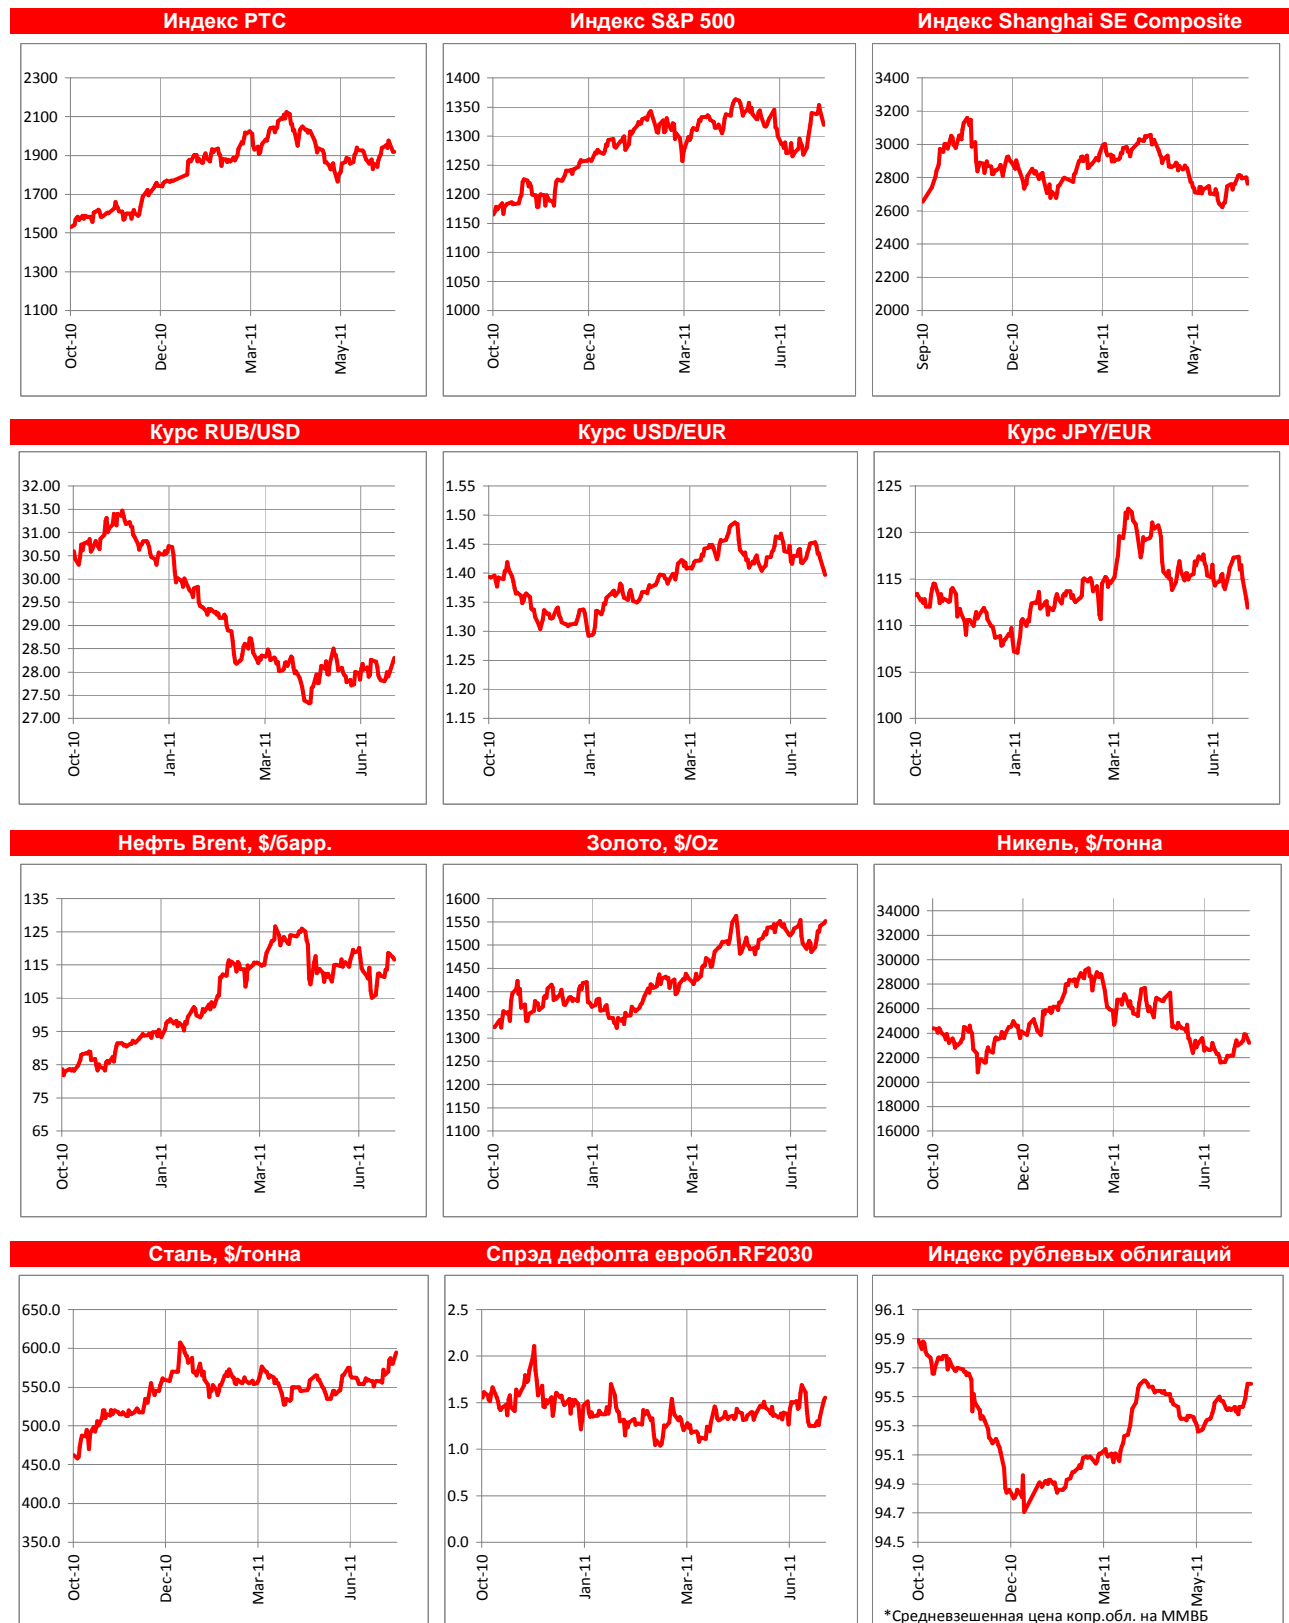 Индекс РТС
2300
2100
1900
1700
1500
1300
1100
Oct-10
Dec-10
Mar-11
May-11
Индекс S&P 500
1400
1350
1300
1250
1200
1150
1100
1050
1000
Oct-10
Dec-10
Mar-11
Jun-11
Индекс Shanghai SE Composite
3400
3200
3000
2800
2600
2400
2200
2000
Sep-10
Dec-10
Mar-11
May-11
Курс RUB/USD
32.00
31.50
31.00
30.50
30.00
29.50
29.00
28.50
28.00
27.50
27.00
Oct-10
Jan-11
Mar-11
Jun-11
Курс USD/EUR
1.55
1.50
1.45
1.40
1.35
1.30
1.25
1.20
1.15
Oct-10
Jan-11
Mar-11
Jun-11
Курс JPY/EUR
125
120
115
110
105
100
Oct-10
Jan-11
Mar-11
Jun-11
Нефть Brent, $/барр.
135
125
115
105
95
85
75
65
Oct-10
Jan-11
Mar-11
Jun-11
Золото, $/Oz
1600
1550
1500
1450
1400
1350
1300
1250
1200
1150
1100
Oct-10
Jan-11
Mar-11
Jun-11
Никель, $/тонна
34000
32000
30000
28000
26000
24000
22000
20000
18000
16000
Oct-10
Dec-10
Mar-11
Jun-11
Сталь, $/тонна
650.0
600.0
550.0
500.0
450.0
400.0
350.0
Oct-10
Dec-10
Mar-11
Jun-11
Спрэд дефолта евробл.RF2030
2.5
2.0
1.5
1.0
0.5
0.0
Oct-10
Jan-11
Mar-11
Jun-11
Индекс рублевых облигаций
96.1
95.9
95.7
95.5
95.3
95.1
94.9
94.7
94.5
Oct-10
Dec-10
Mar-11
May-11
*Средневзешенная цена копр.обл. на ММВБ